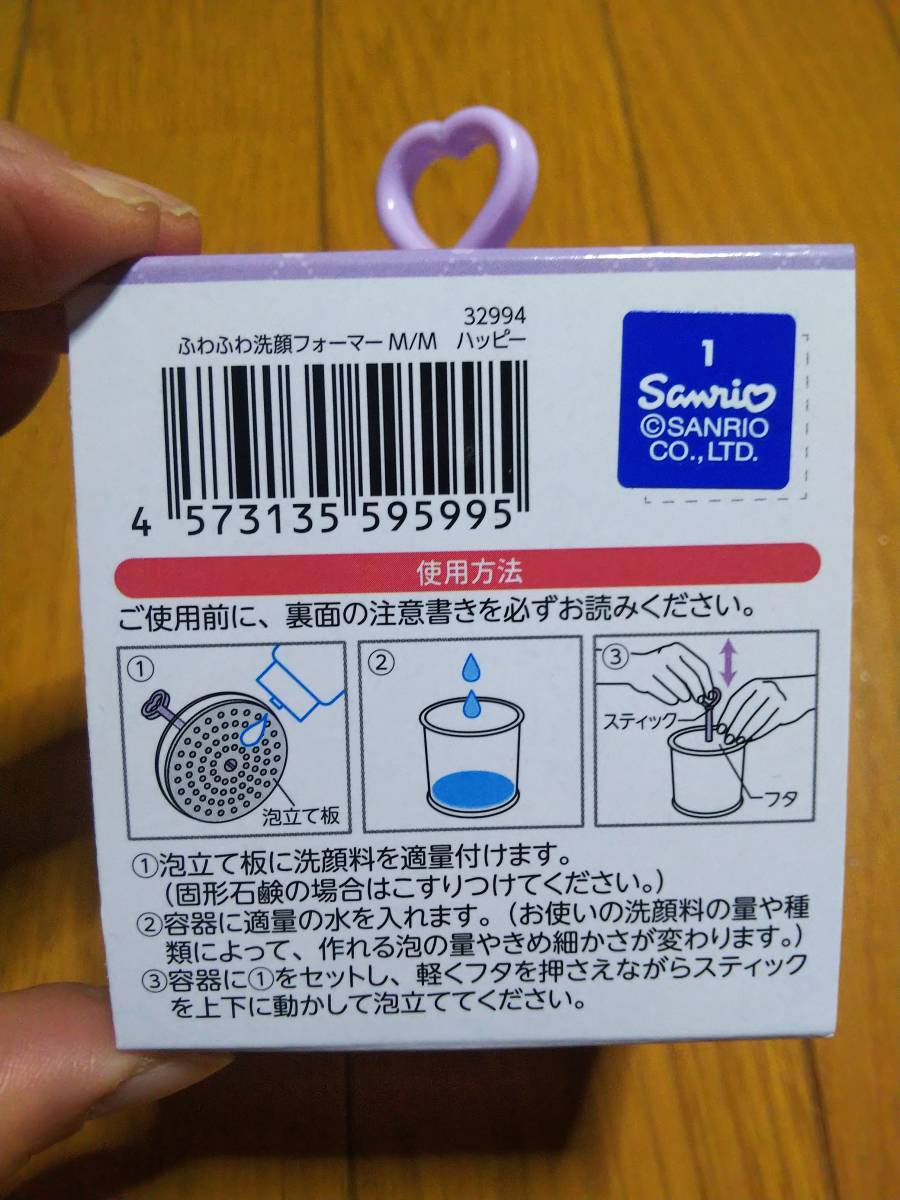 32994
ふわふわ洗顔フォーマー M/M ハッピー
4 573135 595995
1
Sanrio
©SANRIO
CO., LTD.
使用方法
ご使用前に、裏面の注意書きを必ずお読みください。
①
泡立て板
②
③
スティック
フタ
①泡立て板に洗顔料を適量付けます。
(固形石鹸の場合はこすりつけてください。)
②容器に適量の水を入れます。(お使いの洗顔料の量や種
類によって、作れる泡の量やきめ細かさが変わります。)
③容器に①をセットし、軽くフタを押さえながらスティック
を上下に動かして泡立ててください。